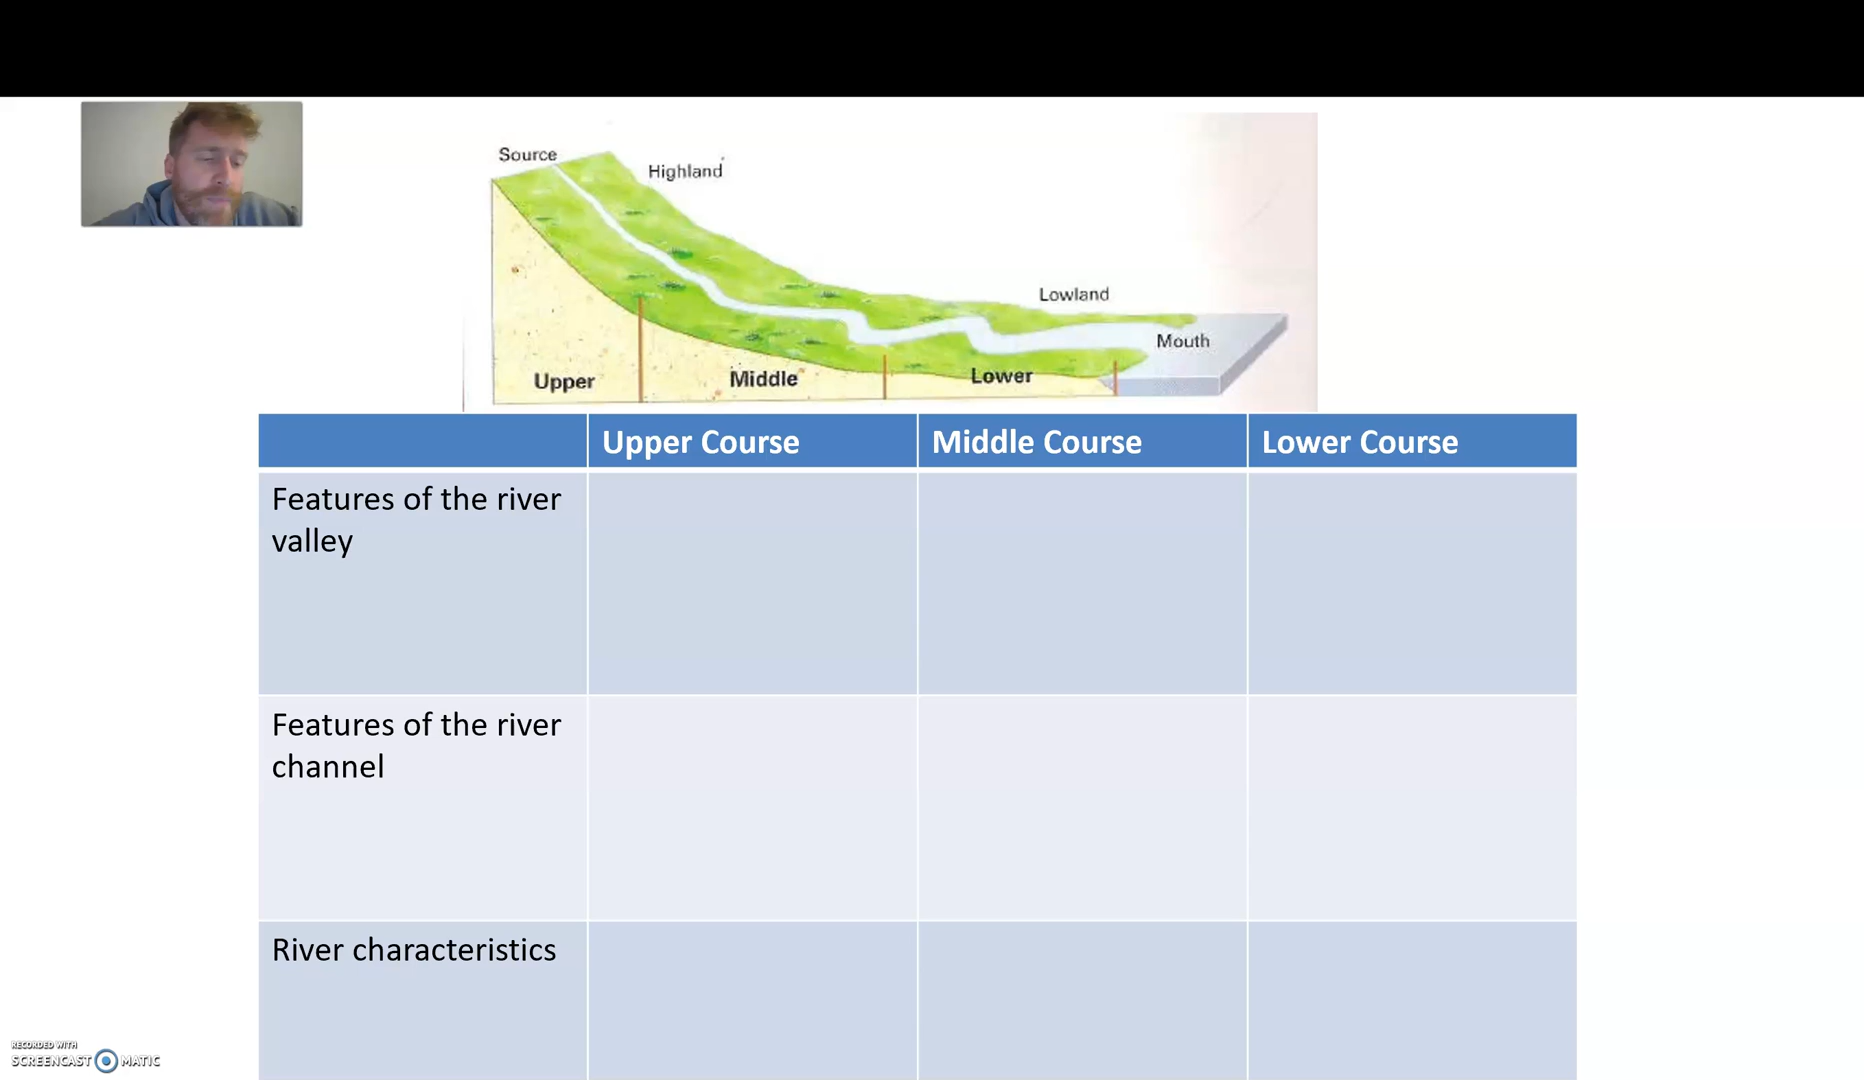 Source
Highland
Lowland
Mouth
Upper
Middle
Lower
Upper Course
Middle Course
Lower Course
Features of the river
valley
Features of the river
channel
River characteristics
RECORDED WITH
SCREENCAST MATIC